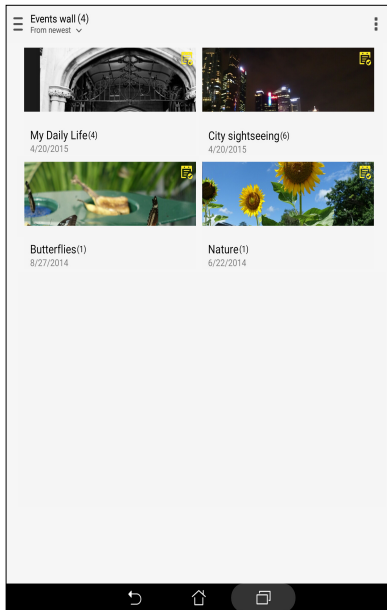 Events wall (4)
From newest
My Daily Life(4)
4/20/2015
City sightseeing(6)
4/20/2015
Butterflies(1)
8/27/2014
Nature(1)
6/22/2014